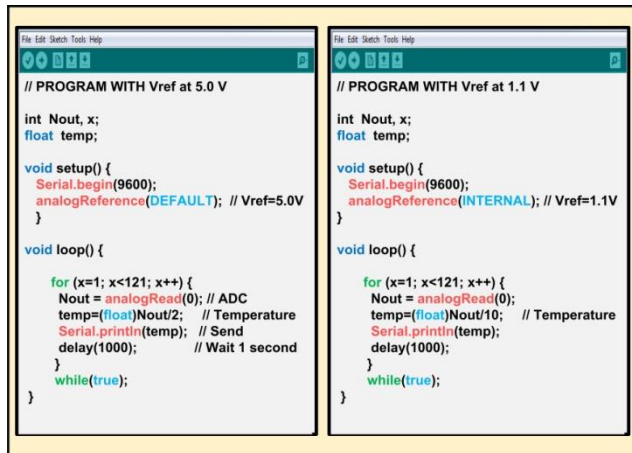 File Edit Sketch Tools Help
// PROGRAM WITH Vref at 5.0 V
int Nout, x;
float temp;
void setup() {
Serial.begin(9600);
analogReference(DEFAULT); // Vref=5.0V
}
void loop() {
for (x=1; x<121; x++) {
Nout = analogRead(0); // ADC
temp=(float)Nout/2; // Temperature
Serial.println(temp); // Send
delay(1000); // Wait 1 second
}
while(true);
}
File Edit Sketch Tools Help
// PROGRAM WITH Vref at 1.1 V
int Nout, x;
float temp;
void setup() {
Serial.begin(9600);
analogReference(INTERNAL); // Vref=1.1V
}
void loop() {
for (x=1; x<121; x++) {
Nout = analogRead(0);
temp=(float)Nout/10; // Temperature
Serial.println(temp);
delay(1000);
}
while(true);
}